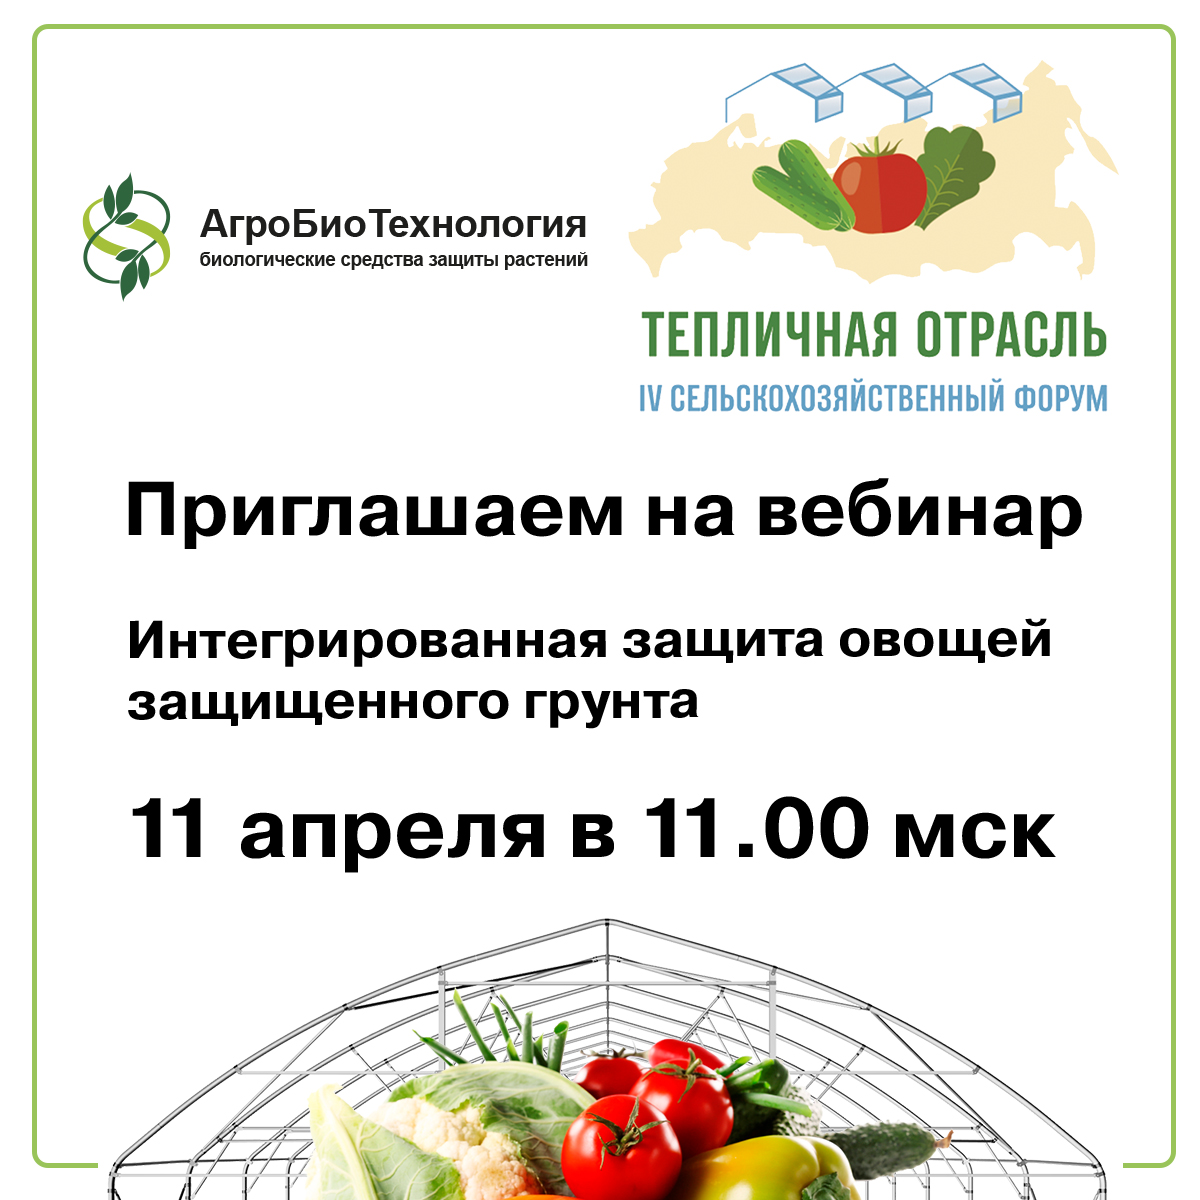 АгроБиоТехнология
биологические средства защиты растений
ТЕПЛИЧНАЯ ОТРАСЛЬ
IV СЕЛЬСКОХОЗЯЙСТВЕННЫЙ ФОРУМ
Приглашаем на вебинар
Интегрированная защита овощей
защищенного грунта
11 апреля в 11.00 мск